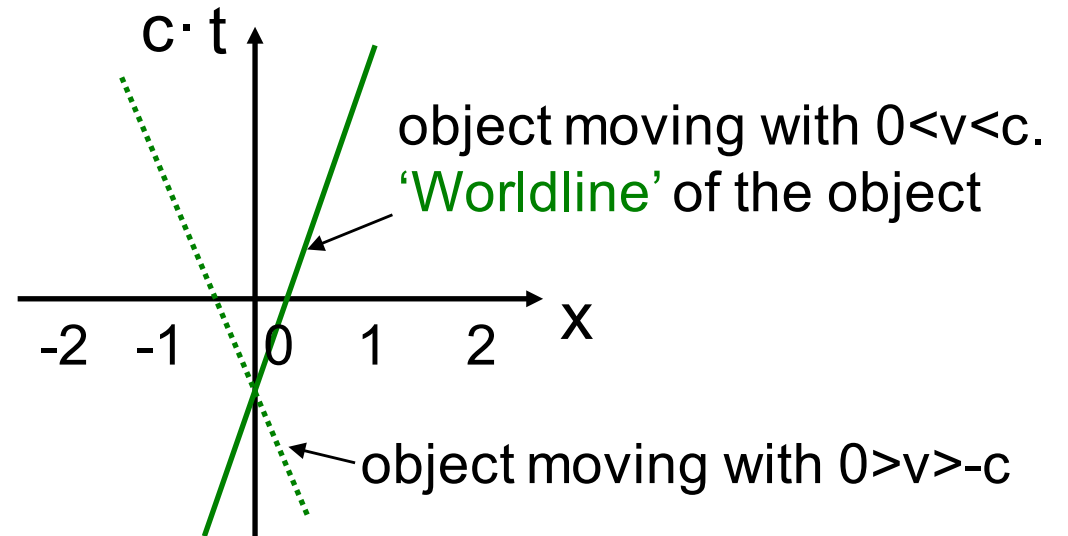 c· t
object moving with 0<v<c.
‘Worldline’ of the object
x
-2 -1 0 1 2
object moving with 0>v>-c